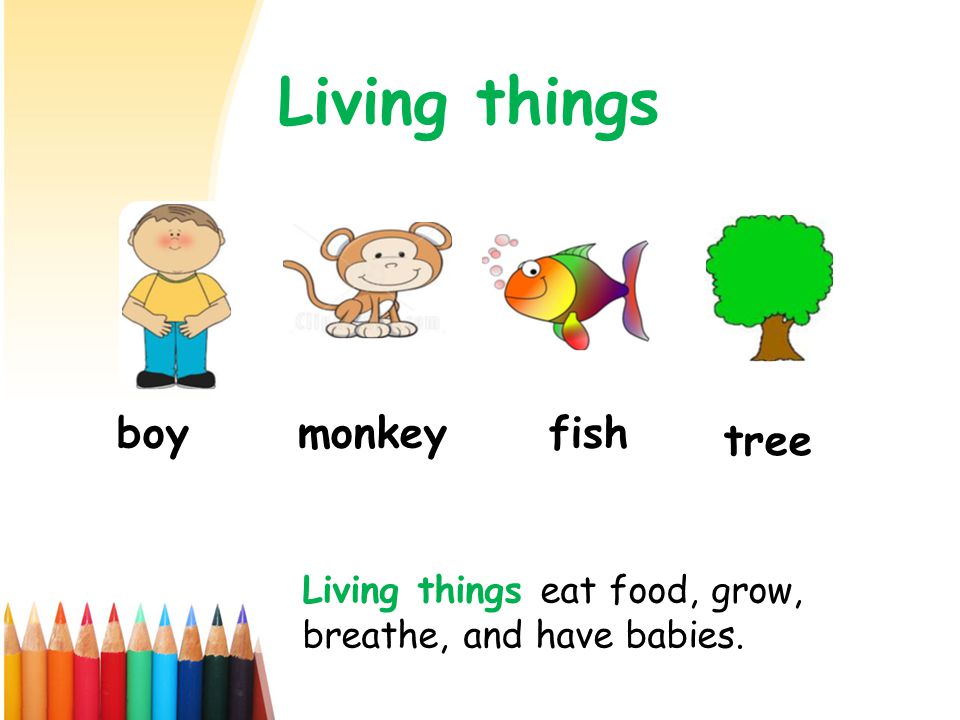 Living things
boy monkey fish tree
Living things eat food, grow,
breathe, and have babies.